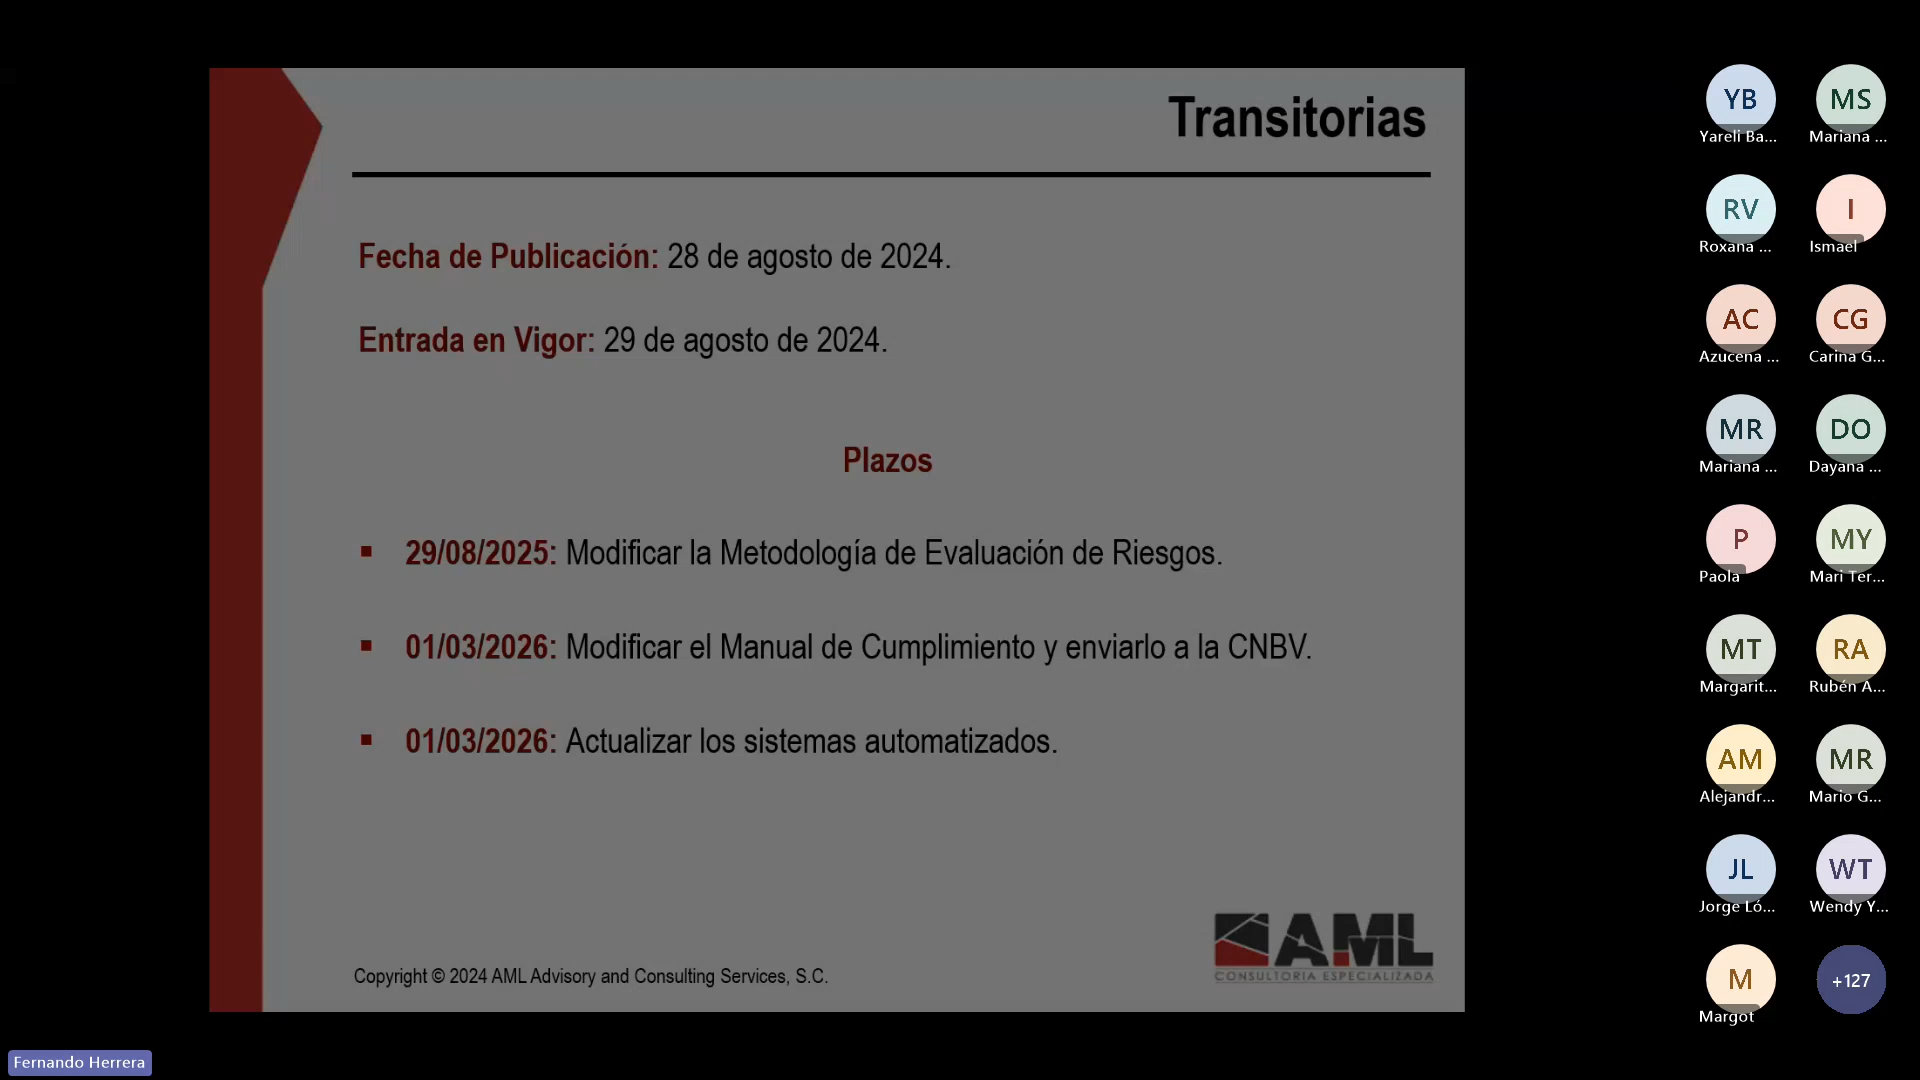 Transitorias
Fecha de Publicación: 28 de agosto de 2024.
Entrada en Vigor: 29 de agosto de 2024.
Plazos
▪ 29/08/2025: Modificar la Metodología de Evaluación de Riesgos.
▪ 01/03/2026: Modificar el Manual de Cumplimiento y enviarlo a la CNBV.
▪ 01/03/2026: Actualizar los sistemas automatizados.
AML
CONSULTORIA ESPECIALIZADA
Copyright © 2024 AML Advisory and Consulting Services, S.C.
Fernando Herrera
YB
Yareli Ba...
MS
Mariana ...
RV
Roxana ...
I
Ismael
AC
Azucena ...
CG
Carina G...
MR
Mariana ...
DO
Dayana ...
P
Paola
MY
Mari Ter...
MT
Margarit...
RA
Rubén A...
AM
Alejandr...
MR
Mario G...
JL
Jorge Ló...
WT
Wendy Y...
M
Margot
+127